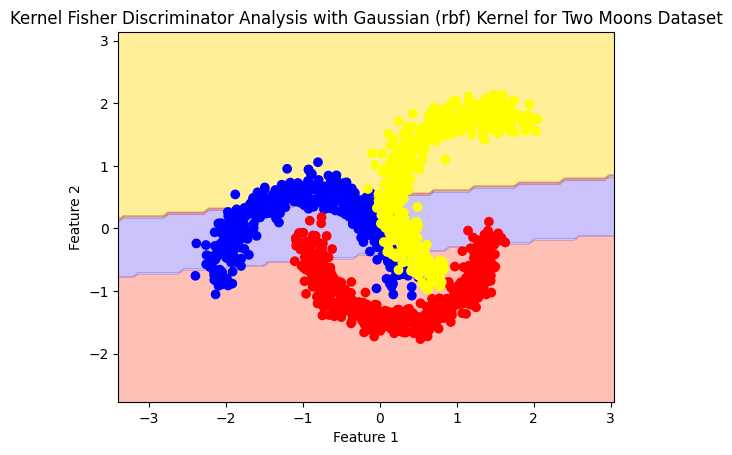 Kernel Fisher Discriminator Analysis with Gaussian (rbf) Kernel for Two Moons Dataset
3
2
1
0
−1
−2
Feature 2
−3 −2 −1 0 1 2 3
Feature 1